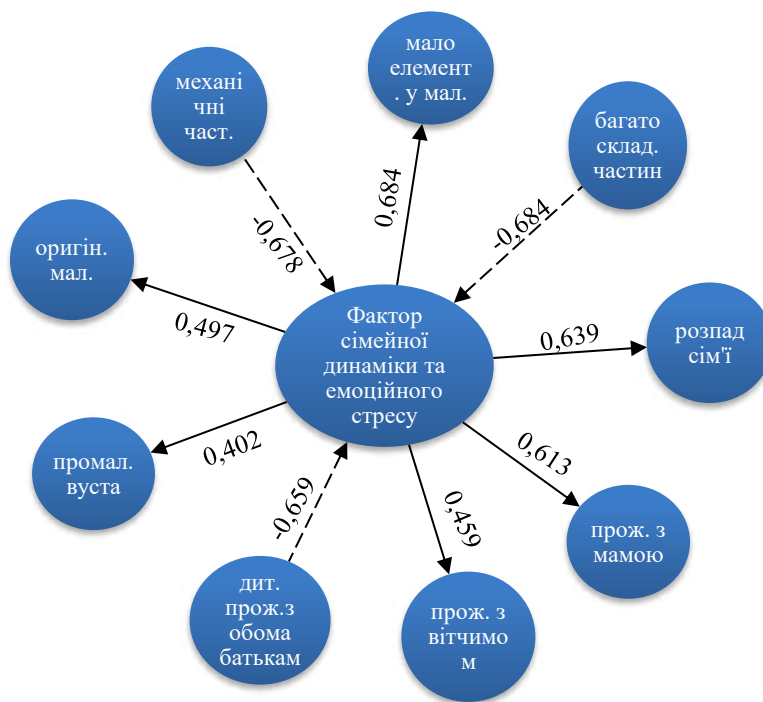 мало
елемент
. у мал.
механі
чні
част.
багато
склад.
частин
0,684
-0,684
-0,678
оригін.
мал.
0,497
Фактор
сімейної
динаміки та
емоційного
стресу
0,639
розпад
сім'ї
промал.
вуста
0,402
-0,659
0,459
0,613
прож. з
мамою
дит.
прож.з
обома
батькам
прож. з
вітчимо
м